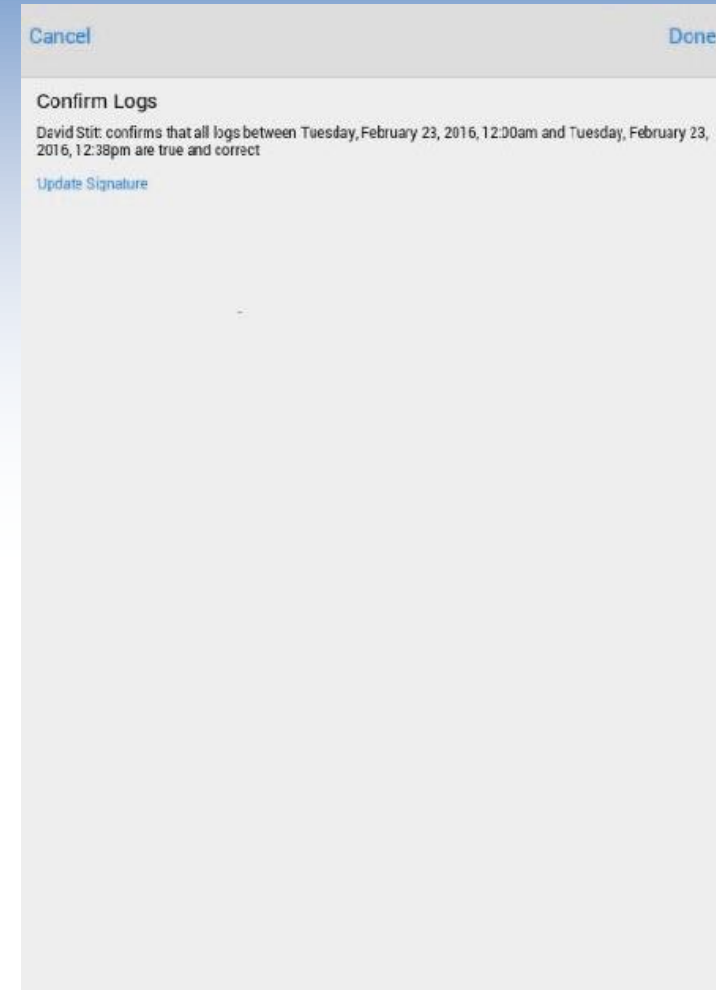 Cancel
Done
Confirm Logs
David Stitt confirms that all logs between Tuesday, February 23, 2016, 12:00am and Tuesday, February 23,
2016, 12:38pm are true and correct
Update Signature